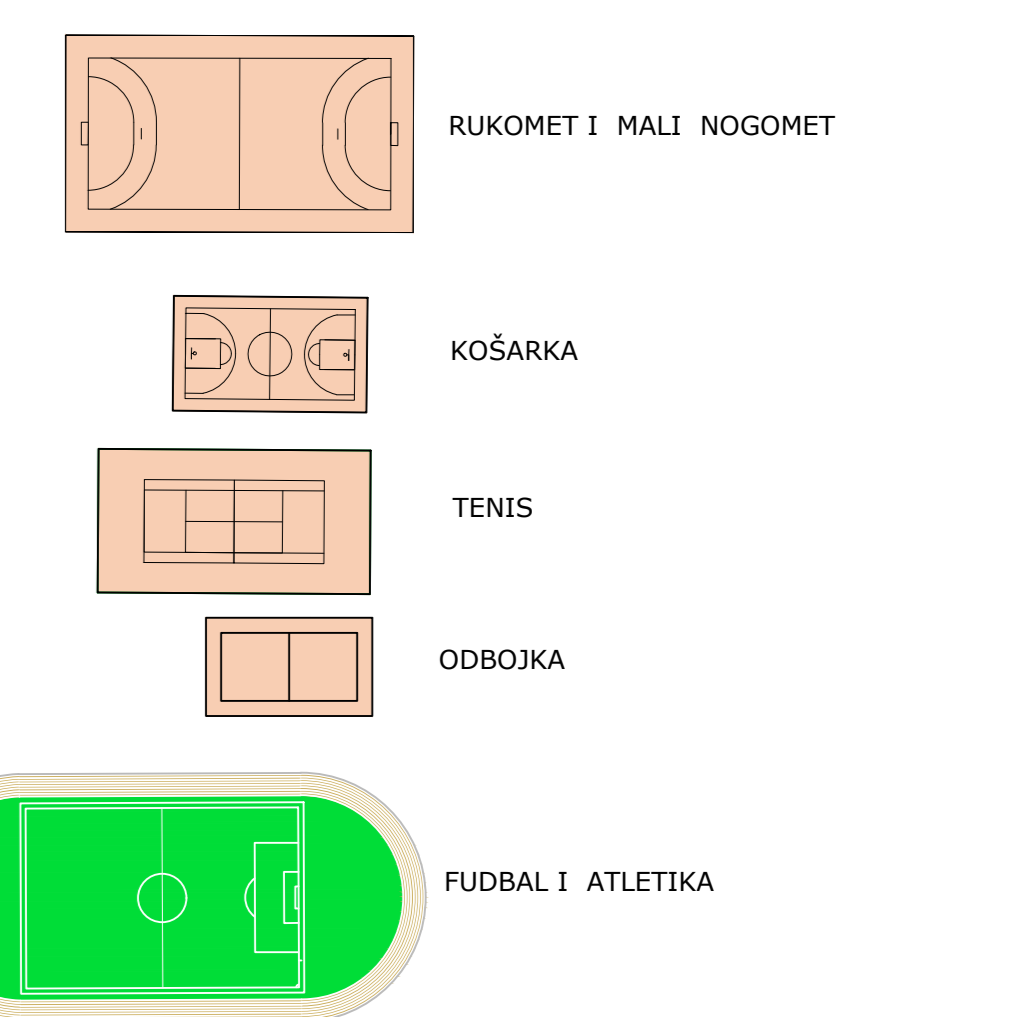 RUKOMET I MALI NOGOMET
KOŠARKA
TENIS
ODBOJKA
FUDBAL I ATLETIKA